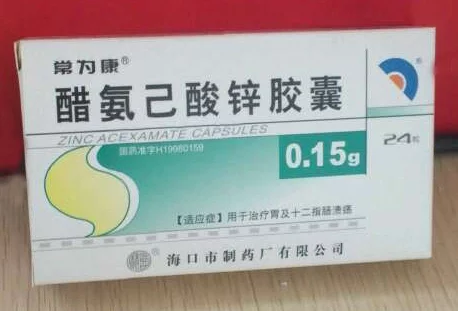 常为康®
醋氨己酸锌胶囊
ZINC ACEXAMATE CAPSULES
国药准字H19980159
0.15g
24粒
【适应症】用于治疗胃及十二指肠溃疡
海口市制药厂有限公司